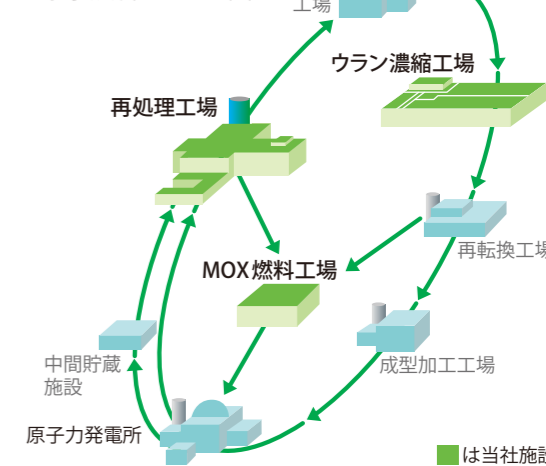 工場
ウラン濃縮工場
再処理工場
再転換工場
MOX燃料工場
中間貯蔵
施設
成型加工工場
原子力発電所
は当社施設